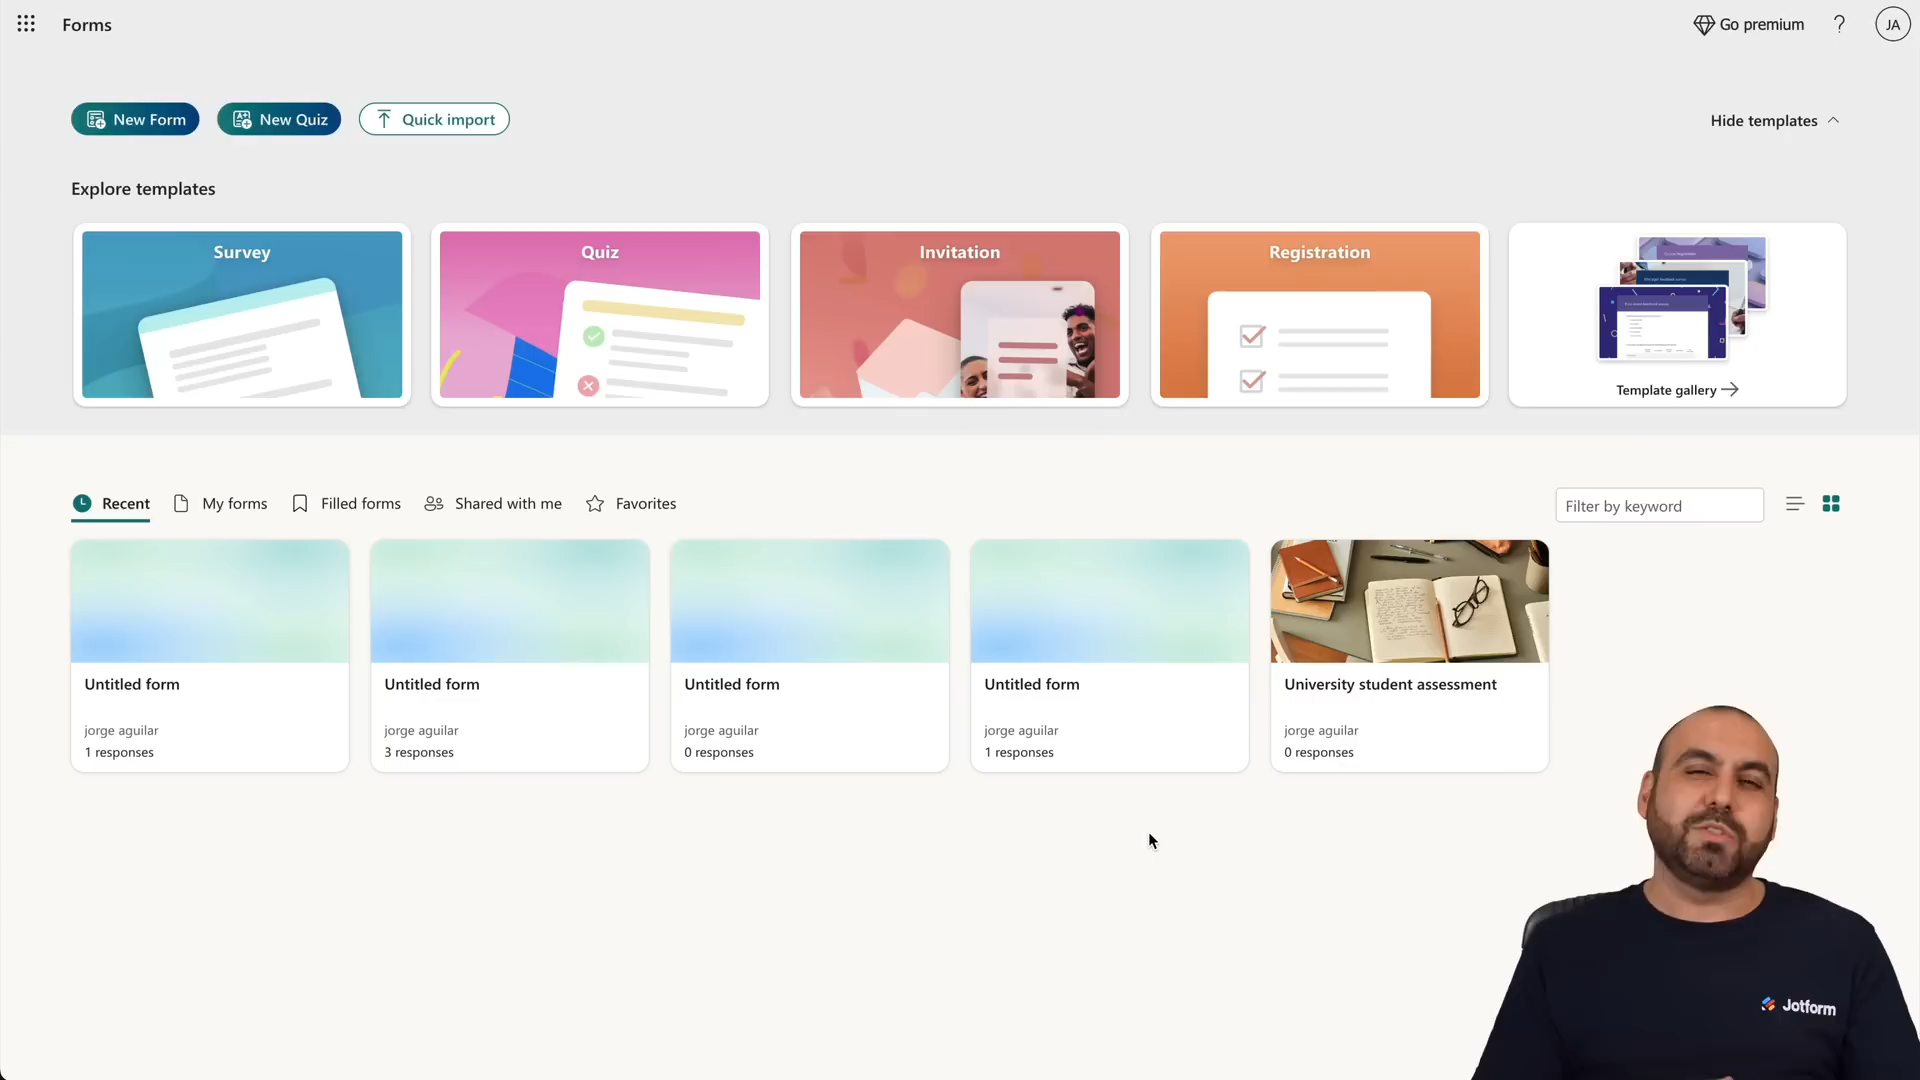 Forms
Go premium
?
JA
New Form
New Quiz
Quick import
Hide templates
Explore templates
Survey
Quiz
Invitation
Registration
Template gallery
Recent
My forms
Filled forms
Shared with me
Favorites
Filter by keyword
Untitled form
jorge aguilar
1 responses
Untitled form
jorge aguilar
3 responses
Untitled form
jorge aguilar
0 responses
Untitled form
jorge aguilar
1 responses
University student assessment
jorge aguilar
0 responses
Jotform